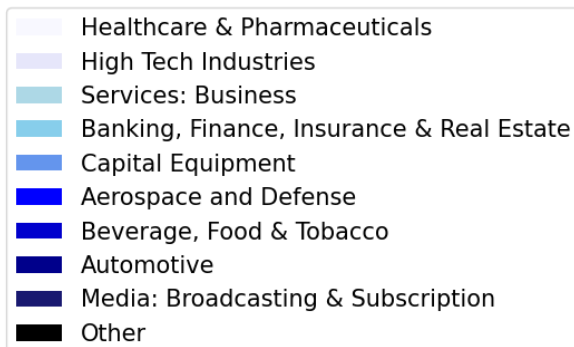 Healthcare & Pharmaceuticals
High Tech Industries
Services: Business
Banking, Finance, Insurance & Real Estate
Capital Equipment
Aerospace and Defense
Beverage, Food & Tobacco
Automotive
Media: Broadcasting & Subscription
Other